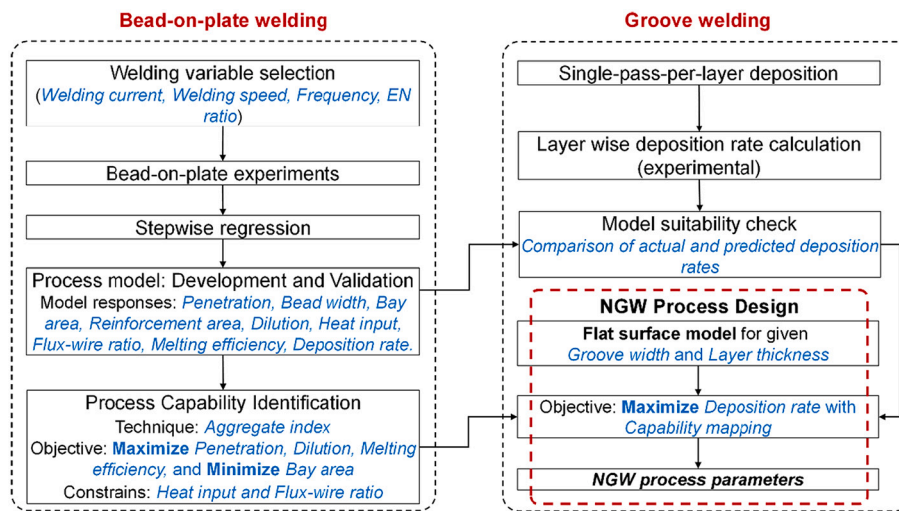 Bead-on-plate welding
Welding variable selection
(Welding current, Welding speed, Frequency, EN
ratio)
Bead-on-plate experiments
Stepwise regression
Process model: Development and Validation
Model responses: Penetration, Bead width, Bay
area, Reinforcement area, Dilution, Heat input,
Flux-wire ratio, Melting efficiency, Deposition rate.
Process Capability Identification
Technique: Aggregate index
Objective: Maximize Penetration, Dilution, Melting
efficiency, and Minimize Bay area
Constrains: Heat input and Flux-wire ratio
Groove welding
Single-pass-per-layer deposition
Layer wise deposition rate calculation
(experimental)
Model suitability check
Comparison of actual and predicted deposition
rates
NGW Process Design
Flat surface model for given
Groove width and Layer thickness
Objective: Maximize Deposition rate with
Capability mapping
NGW process parameters